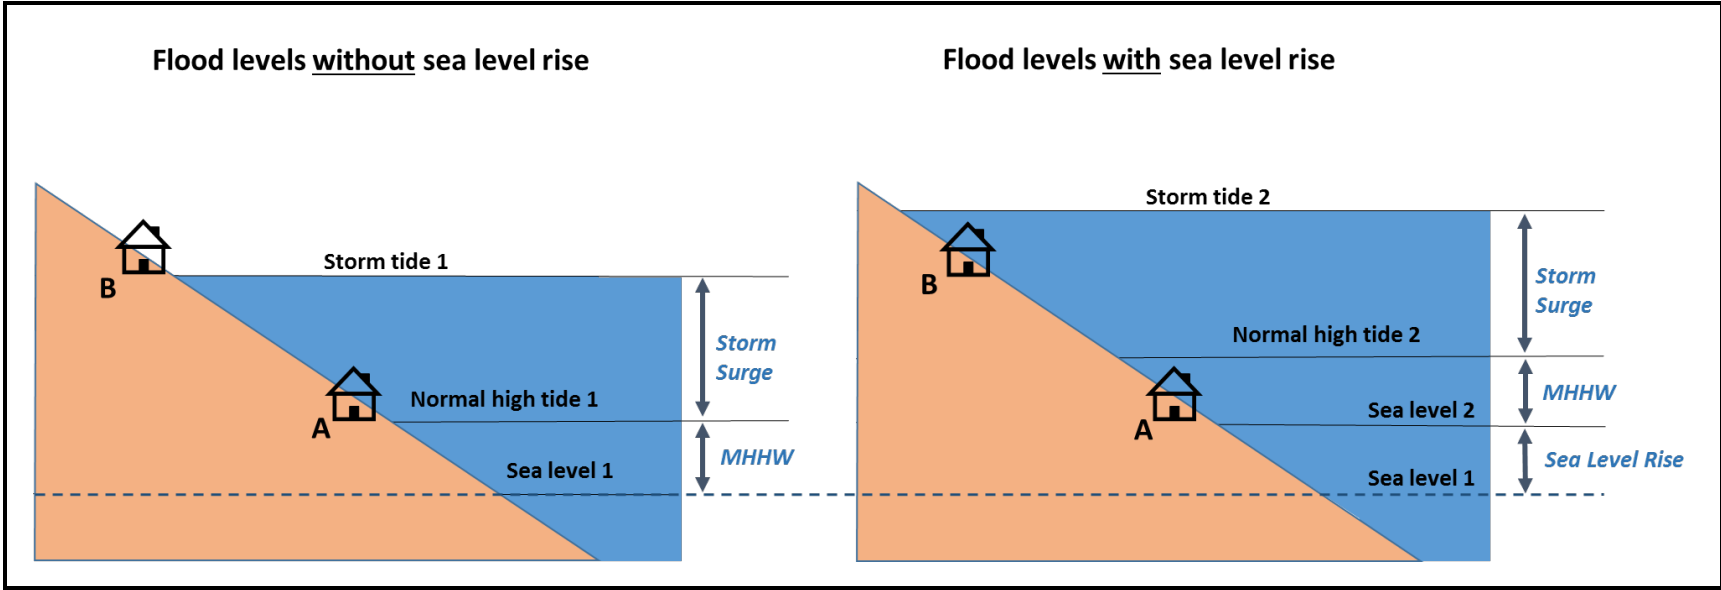 Flood levels without sea level rise
Storm tide 1
B
Storm
Surge
Normal high tide 1
A
MHHW
Sea level 1
Flood levels with sea level rise
Storm tide 2
B
Storm
Surge
Normal high tide 2
MHHW
Sea level 2
A
Sea Level Rise
Sea level 1